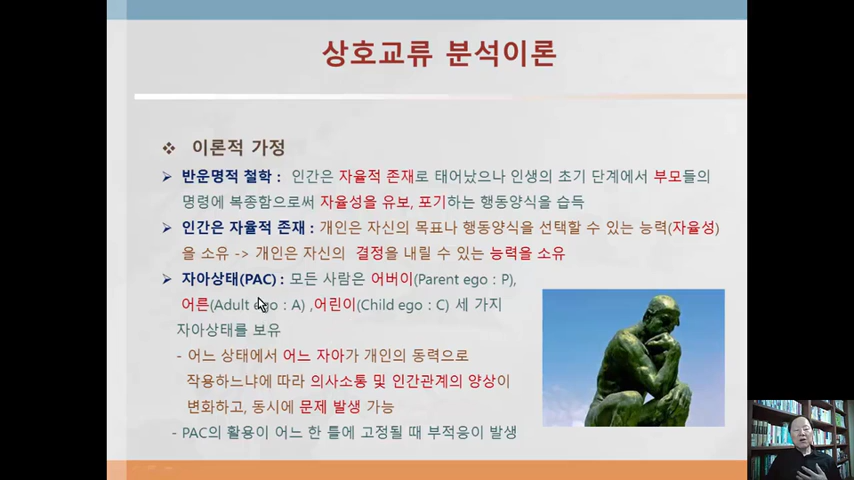 상호교류 분석이론
❖ 이론적 가정
➢ 반운명적 철학 : 인간은 자율적 존재로 태어났으나 인생의 초기 단계에서 부모들의
명령에 복종함으로써 자율성을 유보, 포기하는 행동양식을 습득
➢ 인간은 자율적 존재 : 개인은 자신의 목표나 행동양식을 선택할 수 있는 능력(자율성)
을 소유 -> 개인은 자신의 결정을 내릴 수 있는 능력을 소유
➢ 자아상태(PAC) : 모든 사람은 어버이(Parent ego : P),
어른(Adult ego : A) ,어린이(Child ego : C) 세 가지
자아상태를 보유
- 어느 상태에서 어느 자아가 개인의 동력으로
작용하느냐에 따라 의사소통 및 인간관계의 양상이
변화하고, 동시에 문제 발생 가능
- PAC의 활용이 어느 한 틀에 고정될 때 부적응이 발생